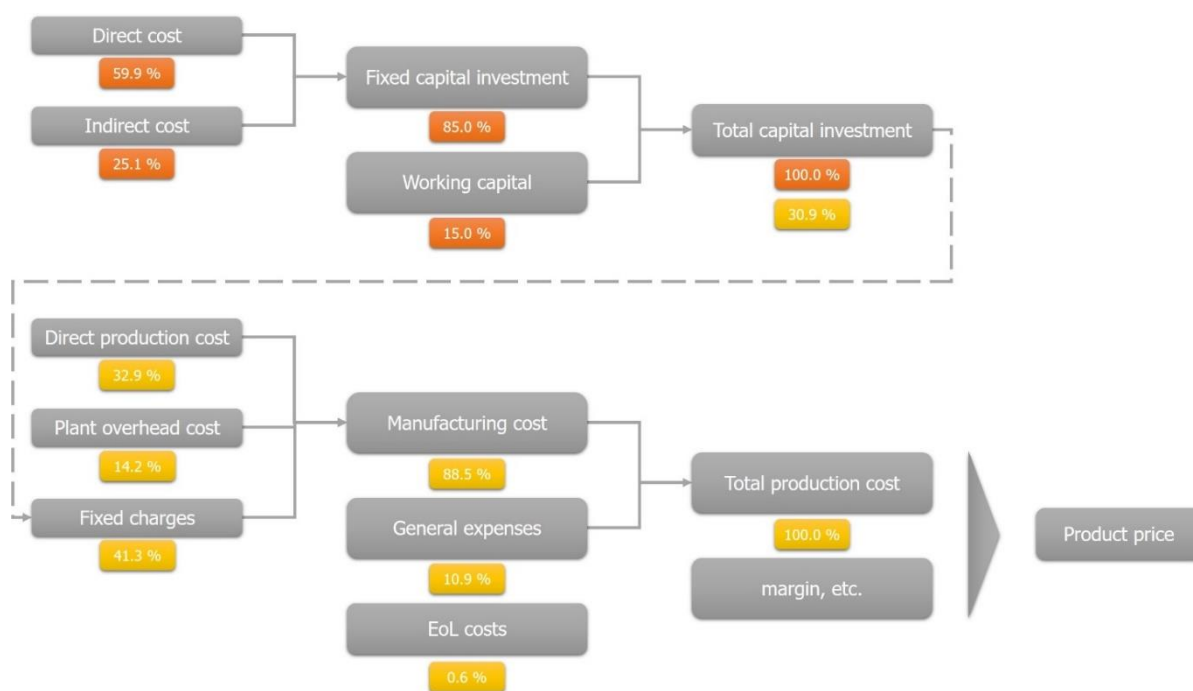 Direct cost
59.9 %
Indirect cost
25.1 %
Fixed capital investment
85.0 %
Working capital
15.0 %
Total capital investment
100.0 %
30.9 %
Direct production cost
32.9 %
Plant overhead cost
14.2 %
Fixed charges
41.3 %
Manufacturing cost
88.5 %
General expenses
10.9 %
EoL costs
0.6 %
Total production cost
100.0 %
margin, etc.
Product price